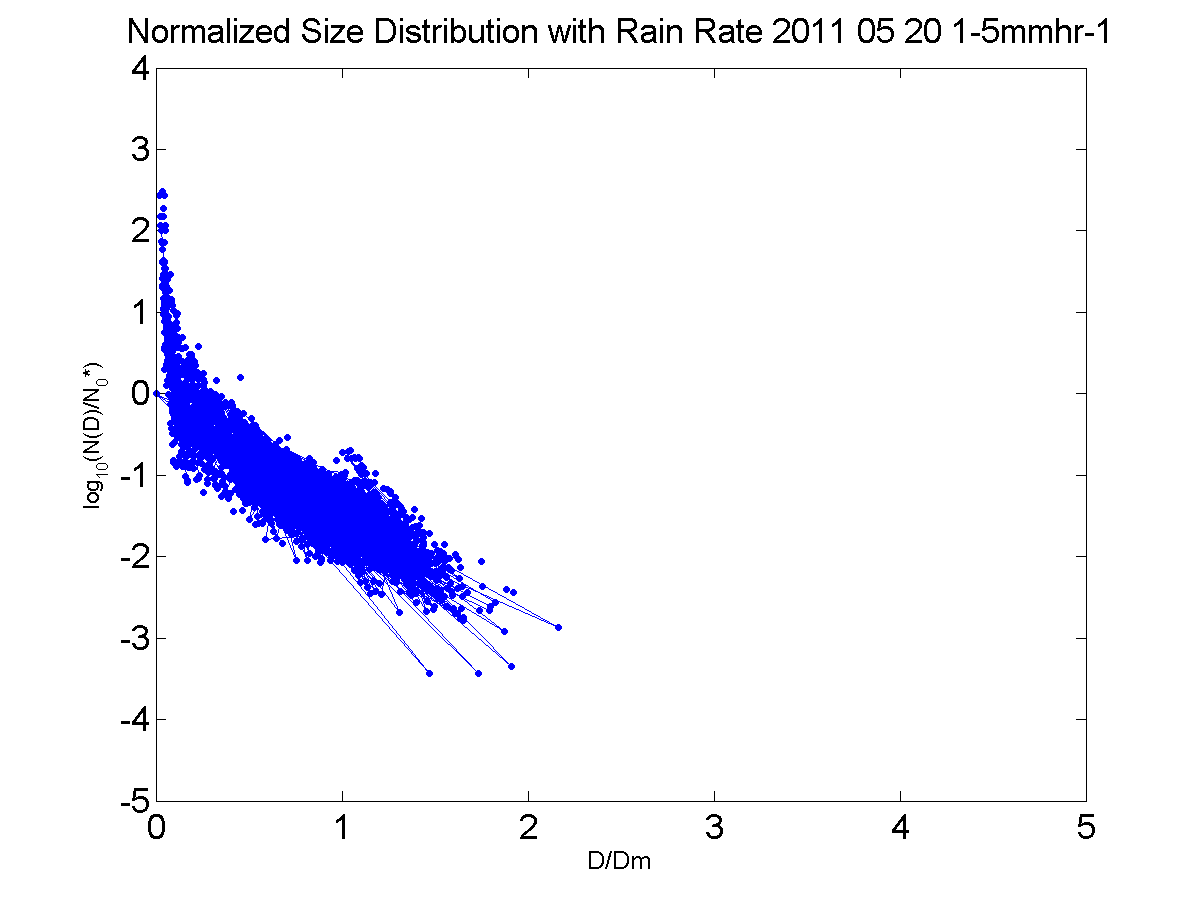 Normalized Size Distribution with Rain Rate 2011 05 20 1-5mmhr-1
4
3
2
1
0
-1
-2
-3
-4
-5
log10(N(D)/N0*)
0 1 2 3 4 5
D/Dm